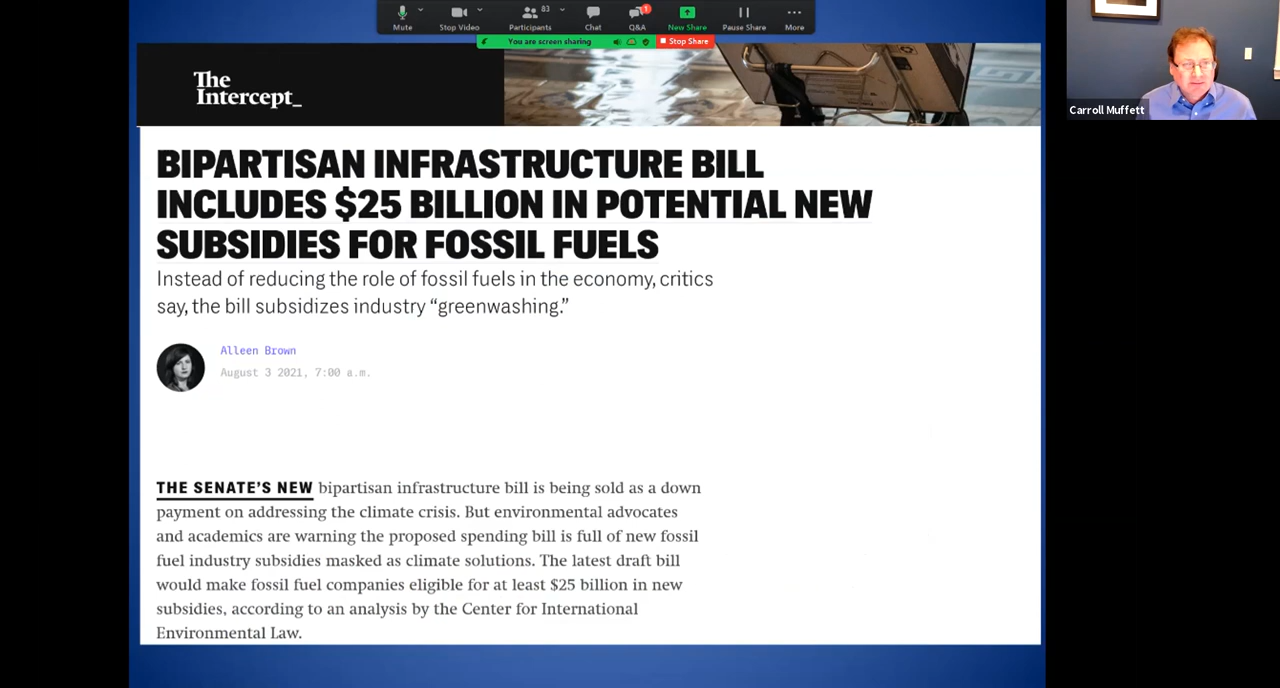 83
1
Mute
Stop Video
Participants
Chat
Q&A
New Share
Pause Share
More
You are screen sharing
Stop Share
Carroll Muffett
The
Intercept_
BIPARTISAN INFRASTRUCTURE BILL
INCLUDES $25 BILLION IN POTENTIAL NEW
SUBSIDIES FOR FOSSIL FUELS
Instead of reducing the role of fossil fuels in the economy, critics
say, the bill subsidizes industry “greenwashing.”
Alleen Brown
August 3 2021, 7:00 a.m.
THE SENATE’S NEW bipartisan infrastructure bill is being sold as a down
payment on addressing the climate crisis. But environmental advocates
and academics are warning the proposed spending bill is full of new fossil
fuel industry subsidies masked as climate solutions. The latest draft bill
would make fossil fuel companies eligible for at least $25 billion in new
subsidies, according to an analysis by the Center for International
Environmental Law.